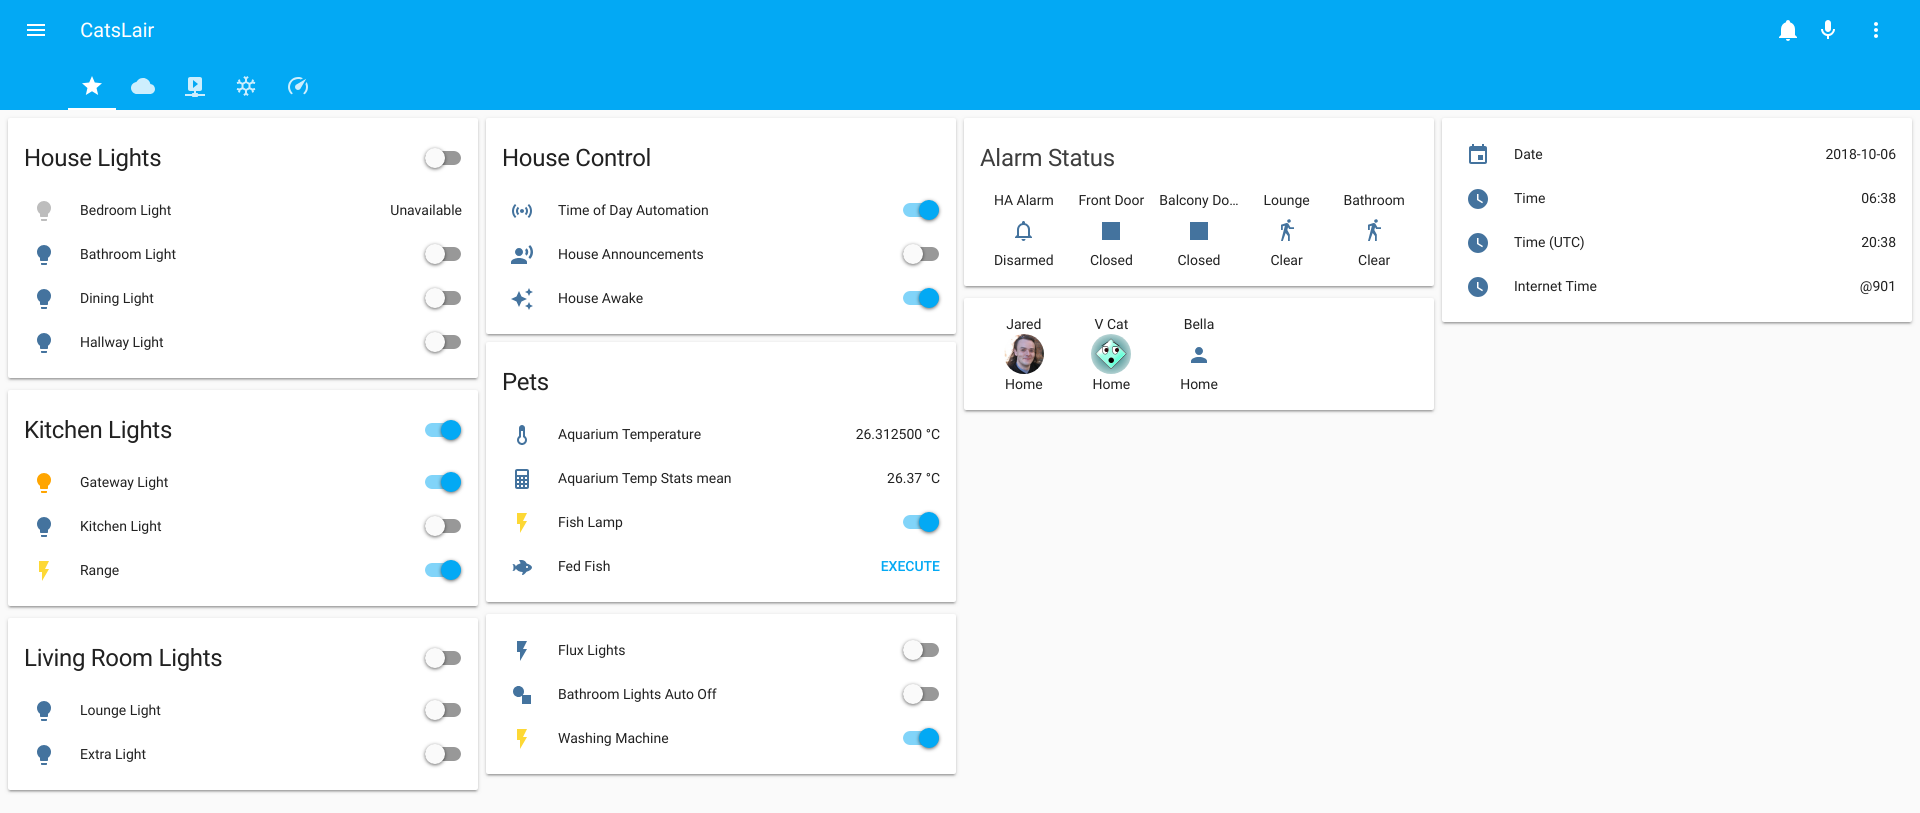 CatsLair
House Lights
Bedroom Light Unavailable
Bathroom Light
Dining Light
Hallway Light
Kitchen Lights
Gateway Light
Kitchen Light
Range
Living Room Lights
Lounge Light
Extra Light
House Control
Time of Day Automation
House Announcements
House Awake
Pets
Aquarium Temperature 26.312500 °C
Aquarium Temp Stats mean 26.37 °C
Fish Lamp
Fed Fish EXECUTE
Flux Lights
Bathroom Lights Auto Off
Washing Machine
Alarm Status
HA Alarm Front Door Balcony Do... Lounge Bathroom
Disarmed Closed Closed Clear Clear
Jared V Cat Bella
Home Home Home
Date 2018-10-06
Time 06:38
Time (UTC) 20:38
Internet Time @901